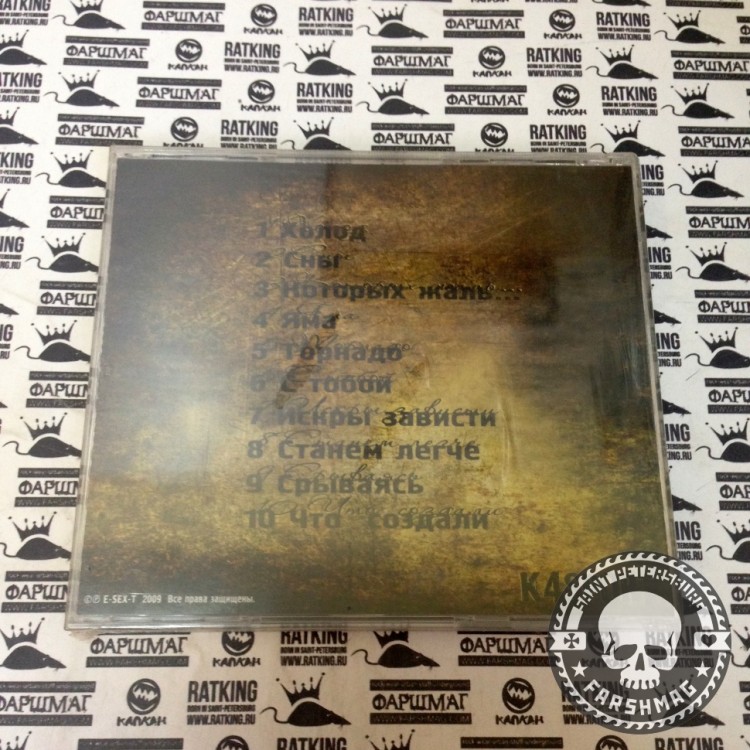 1 Холод
2 Сны
3 Которых жаль...
4 Яма
5 Торнадо
6 С тобой
7 Искры зависти
8 Станем легче
9 Срываясь
10 Что создали
©℗ E-SEX-T 2009 Все права защищены.
SAINT PETERSBURG
FARSHMAG
ФАРШМАГ
КАПКАН
RATKING
BORN IN SAINT-PETERSBURG
WWW.RATKING.RU